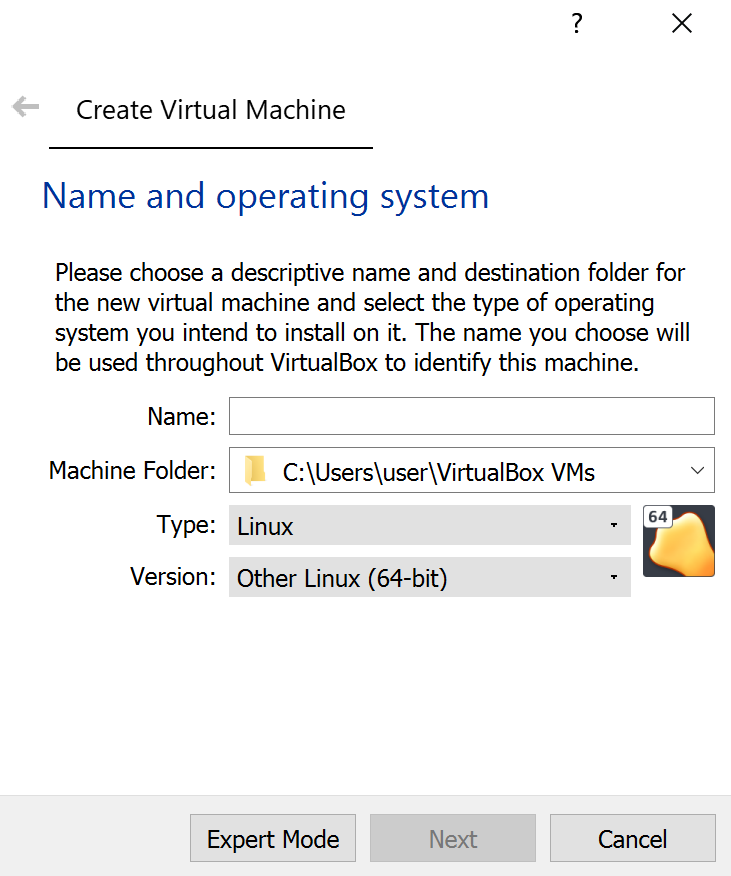 ?
Create Virtual Machine
Name and operating system
Please choose a descriptive name and destination folder for
the new virtual machine and select the type of operating
system you intend to install on it. The name you choose will
be used throughout VirtualBox to identify this machine.
Name:
Machine Folder: C:\Users\user\VirtualBox VMs
Type: Linux
64
Version: Other Linux (64-bit)
Expert Mode Next Cancel